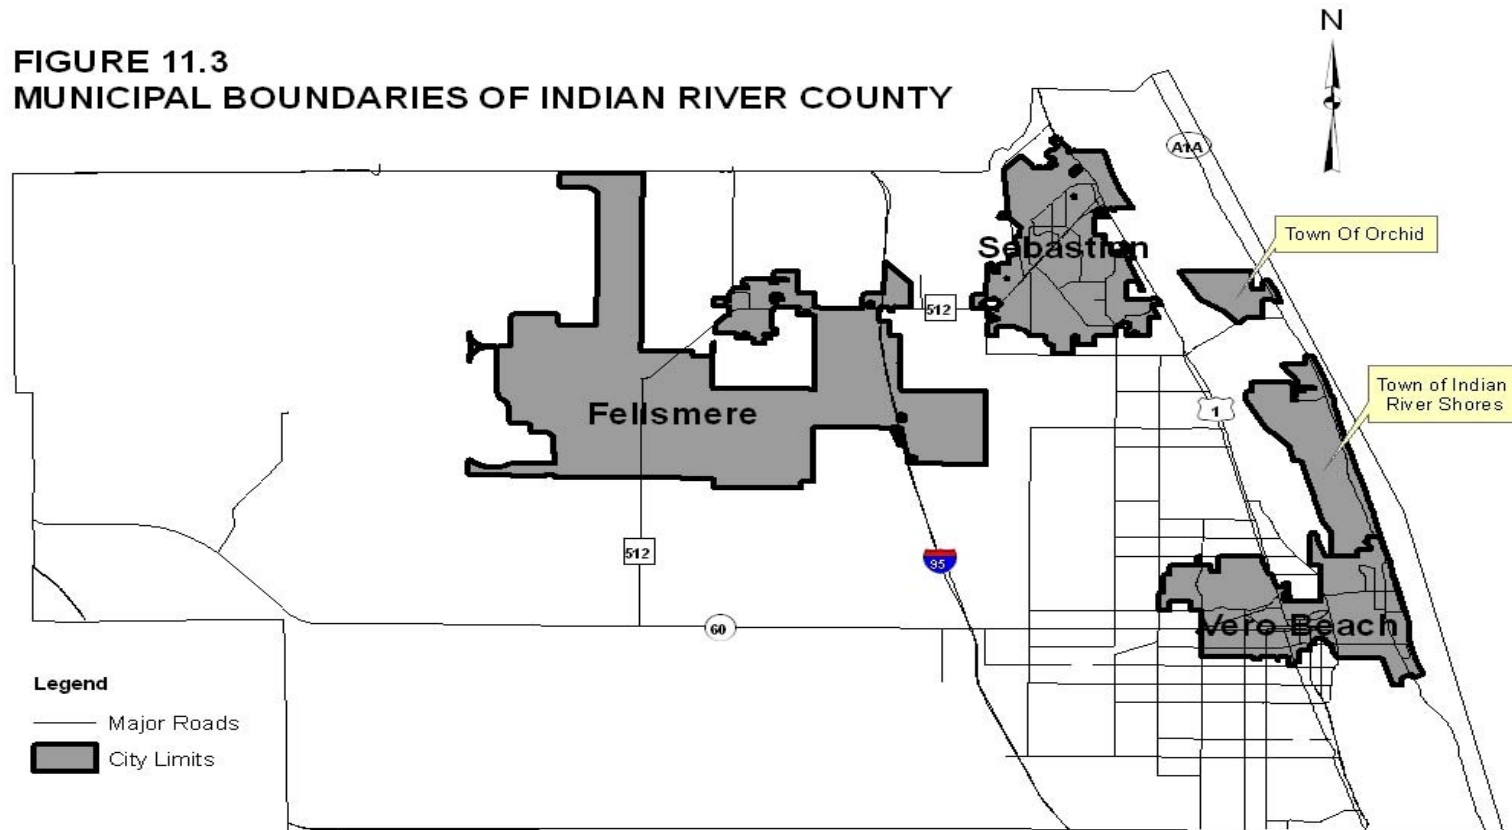 N
FIGURE 11.3
MUNICIPAL BOUNDARIES OF INDIAN RIVER COUNTY
A1A
Town Of Orchid
Sebastian
512
Town of Indian
River Shores
Fellsmere
1
512
95
60
Vero Beach
Legend
Major Roads
City Limits